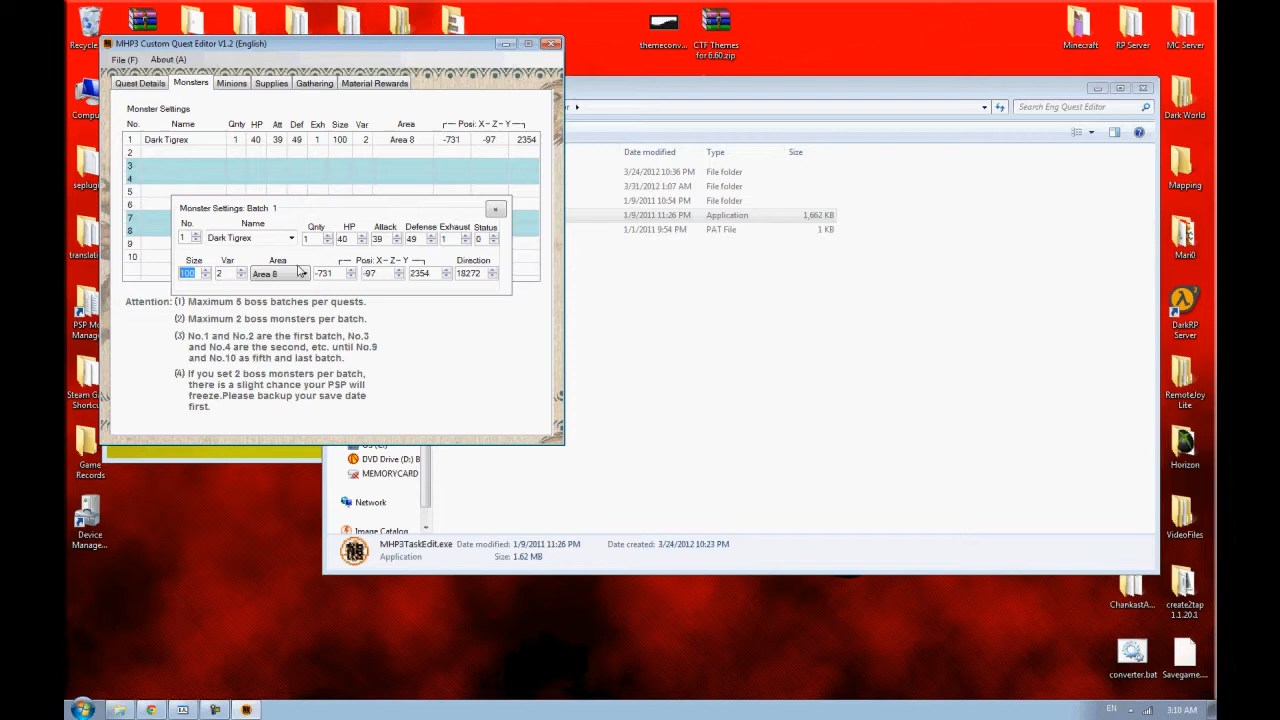 Recycle
themeconv...
CTF Themes
for 6.60.zip
Minecraft
RP Server
MC Server
MHP3 Custom Quest Editor V1.2 (English)
File (F)
About (A)
Quest Details
Monsters
Minions
Supplies
Gathering
Material Rewards
Monster Settings
No. Name Qnty HP Att Def Exh Size Var Area Posi: X - Z - Y
1 Dark Tigrex 1 40 39 49 1 100 2 Area 8 -731 -97 2354
2
3
4
5
6
7
8
9
10
Monster Settings: Batch 1
No. Name Qnty HP Attack Defense Exhaust Status
1 Dark Tigrex 1 40 39 49 1 0
Size Var Area Posi: X - Z - Y Direction
100 2 Area 8 -731 -97 2354 18272
Attention: (1) Maximum 5 boss batches per quests.
(2) Maximum 2 boss monsters per batch.
(3) No.1 and No.2 are the first batch, No.3
and No.4 are the second, etc. until No.9
and No.10 as fifth and last batch.
(4) If you set 2 boss monsters per batch,
there is a slight chance your PSP will
freeze.Please backup your save date
first.
Search Eng Quest Editor
Date modified Type Size
3/24/2012 10:36 PM File folder
3/31/2012 1:07 AM File folder
1/9/2011 10:54 PM File folder
1/9/2011 11:26 PM Application 1,662 KB
1/1/2011 9:54 PM PAT File 1 KB
DVD Drive (D:) B
MEMORYCARD
Network
Image Catalog
MHP3TaskEdit.exe Date modified: 1/9/2011 11:26 PM Date created: 3/24/2012 10:23 PM
Application Size: 1.62 MB
Compu
seplugi
translati
PSP Mo
Manag
Steam G
Shortc
Game
Records
Device
Manage...
Dark World
Mapping
Mari0
DarkRP
Server
RemoteJoy
Lite
Horizon
VideoFiles
ChankastA...
create2tap
1.1.20.1
converter.bat
Savegame....
EN
3:10 AM